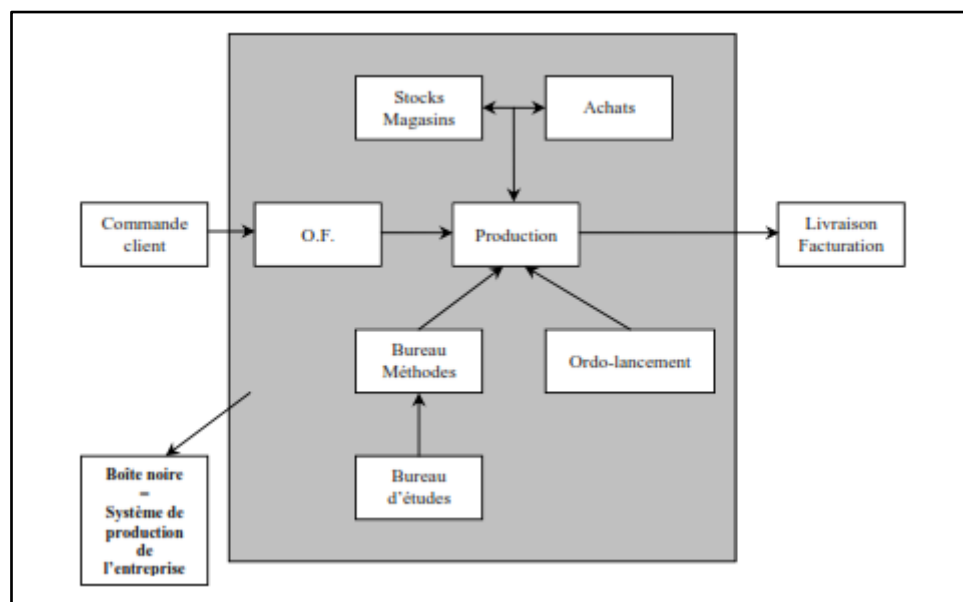 Stocks
Magasins
Achats
Commande
client
O.F.
Production
Livraison
Facturation
Bureau
Méthodes
Ordo-lancement
Boîte noire
=
Système de
production
de
l'entreprise
Bureau
d'études